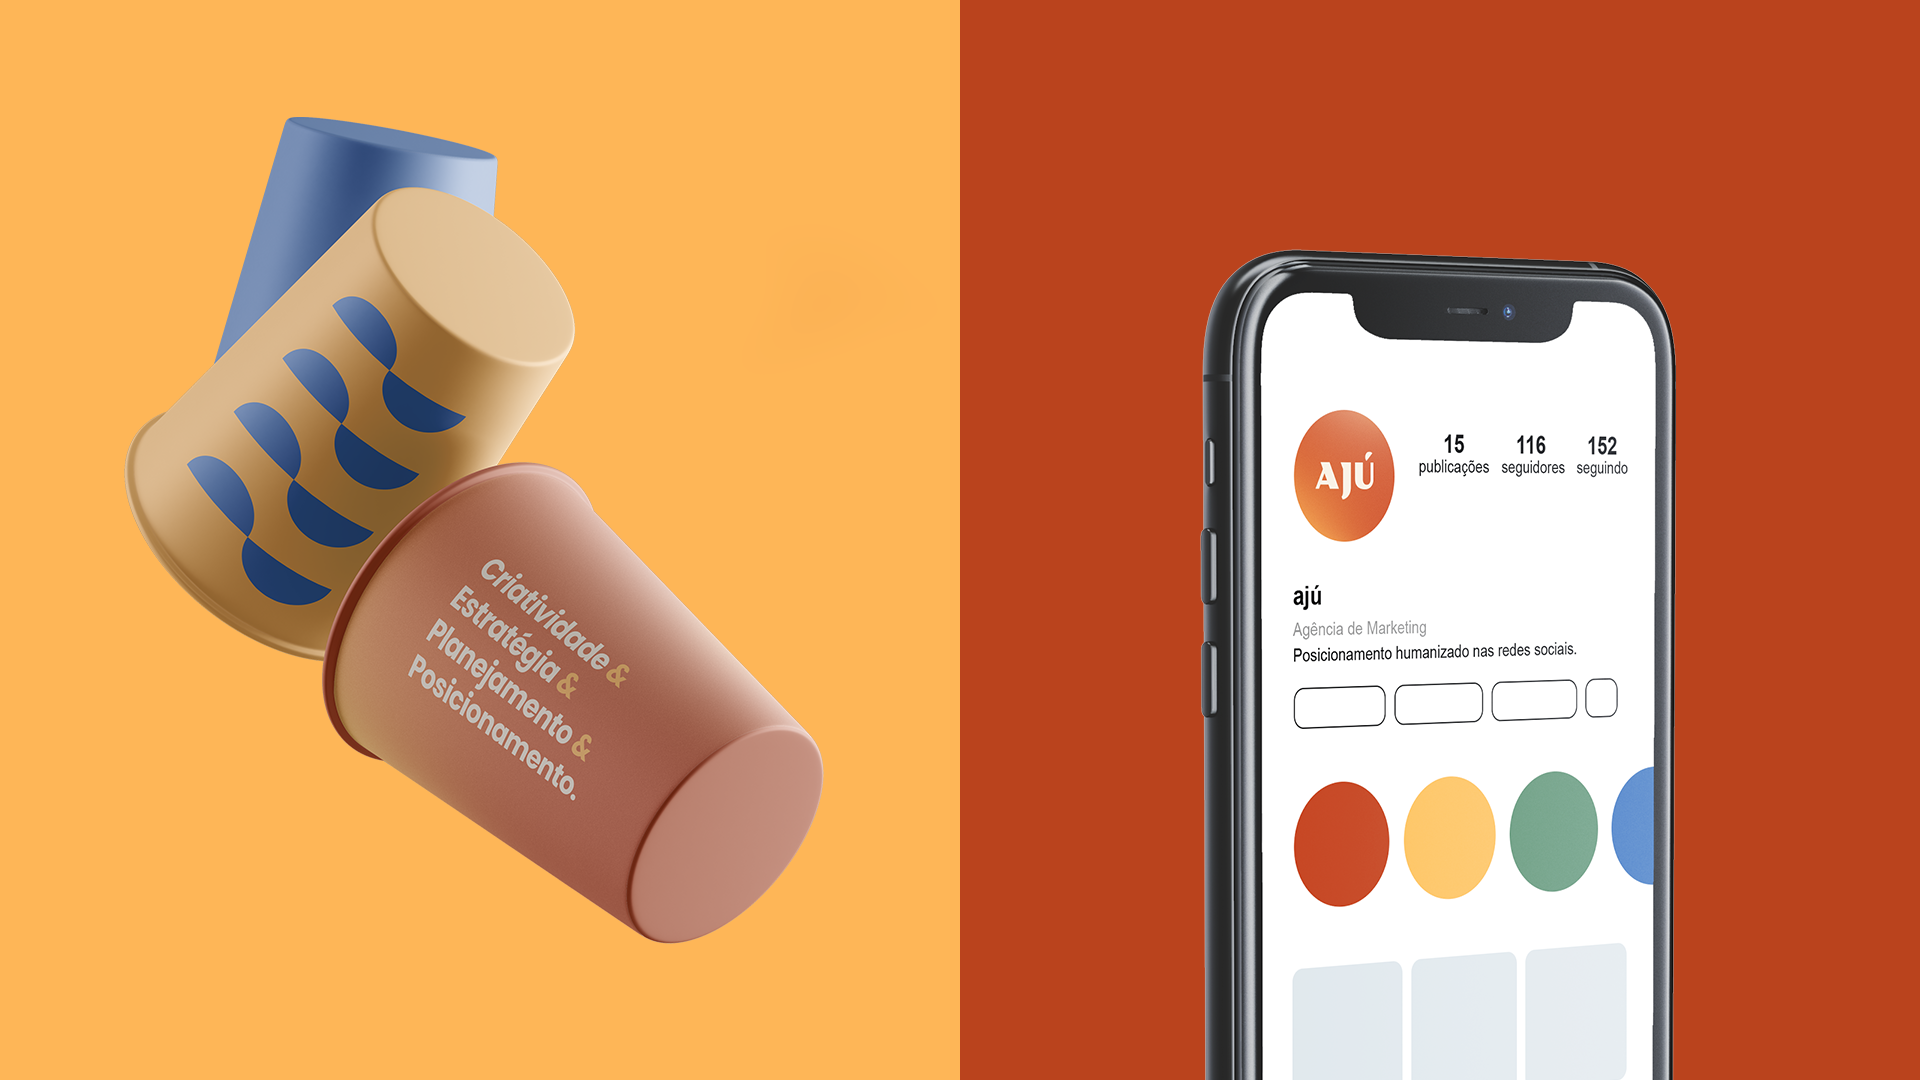 Criatividade &
Estratégia &
Planejamento &
Posicionamento.
AJÚ
15
publicações
116
seguidores
152
seguindo
ajú
Agência de Marketing
Posicionamento humanizado nas redes sociais.